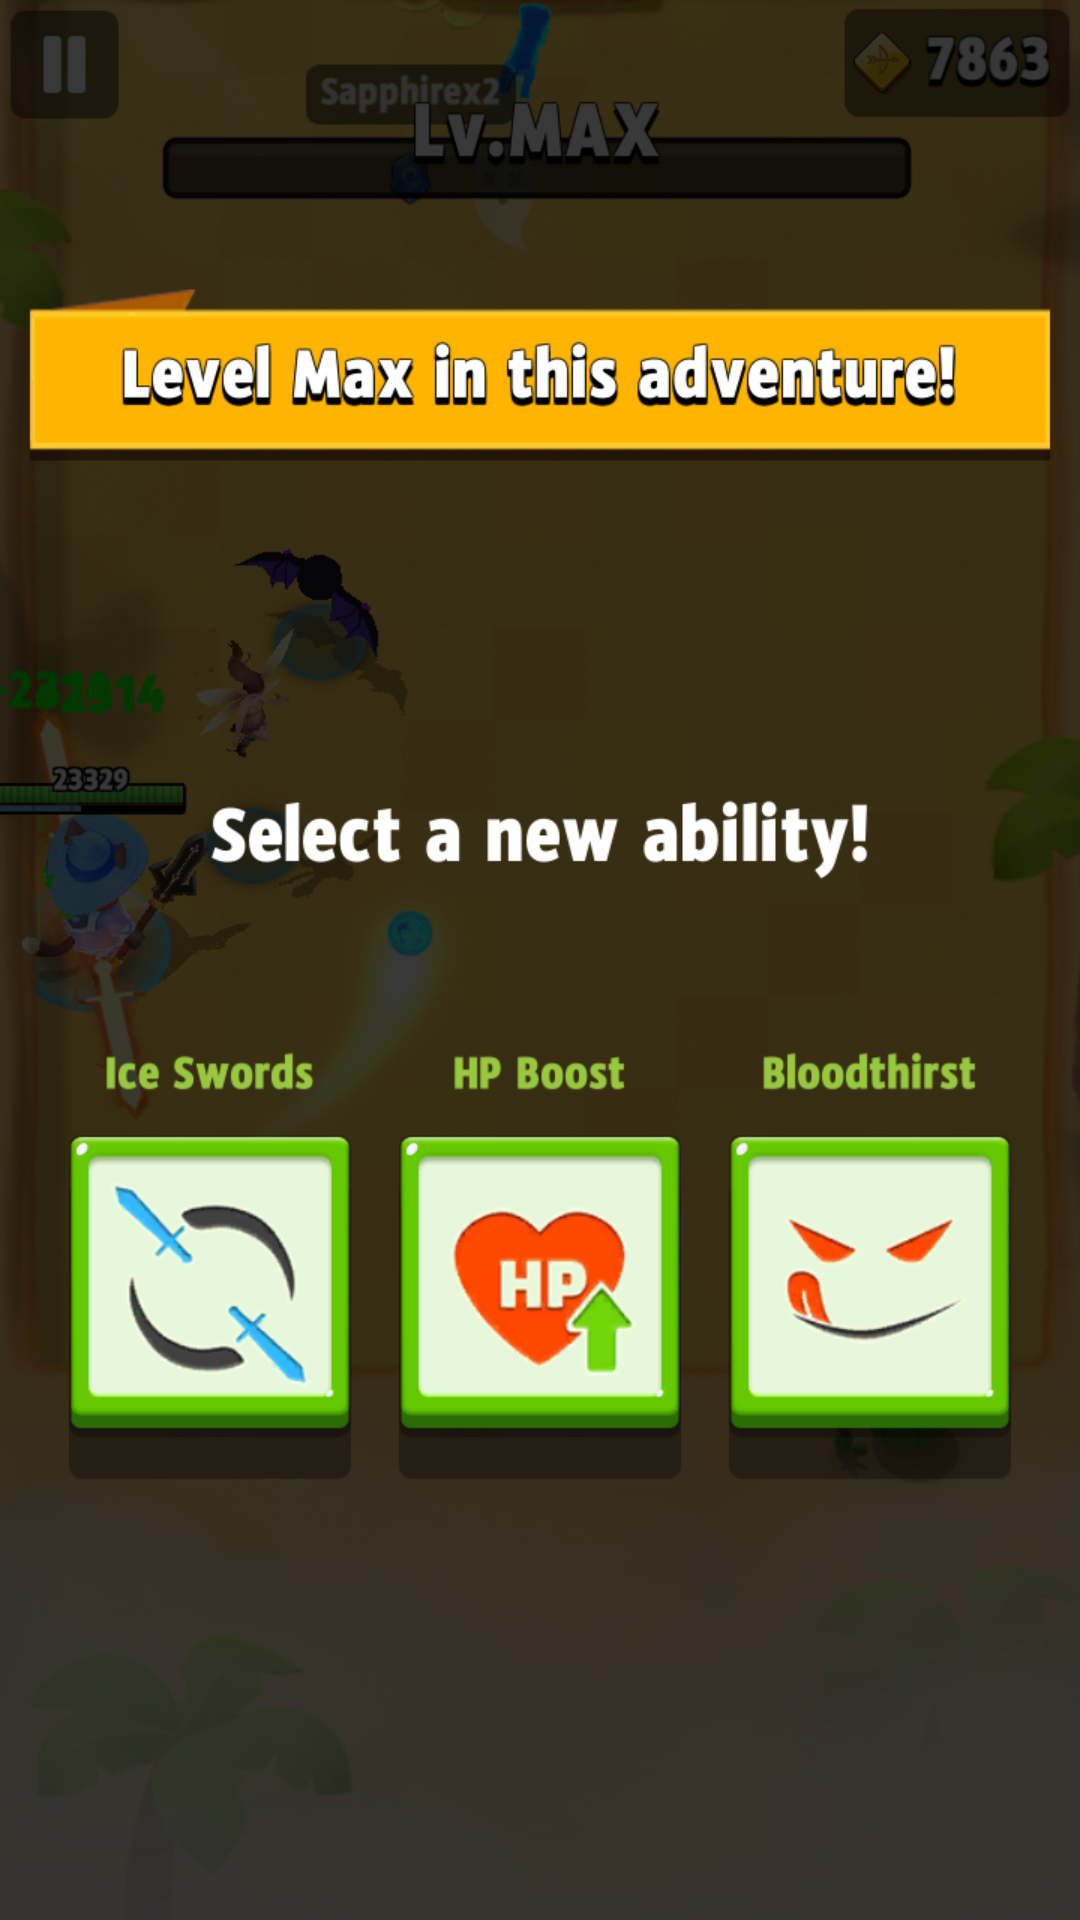 7863
Sapphirex2
Lv.MAX
Level Max in this adventure!
23329
Select a new ability!
Ice Swords
HP Boost
Bloodthirst
HP